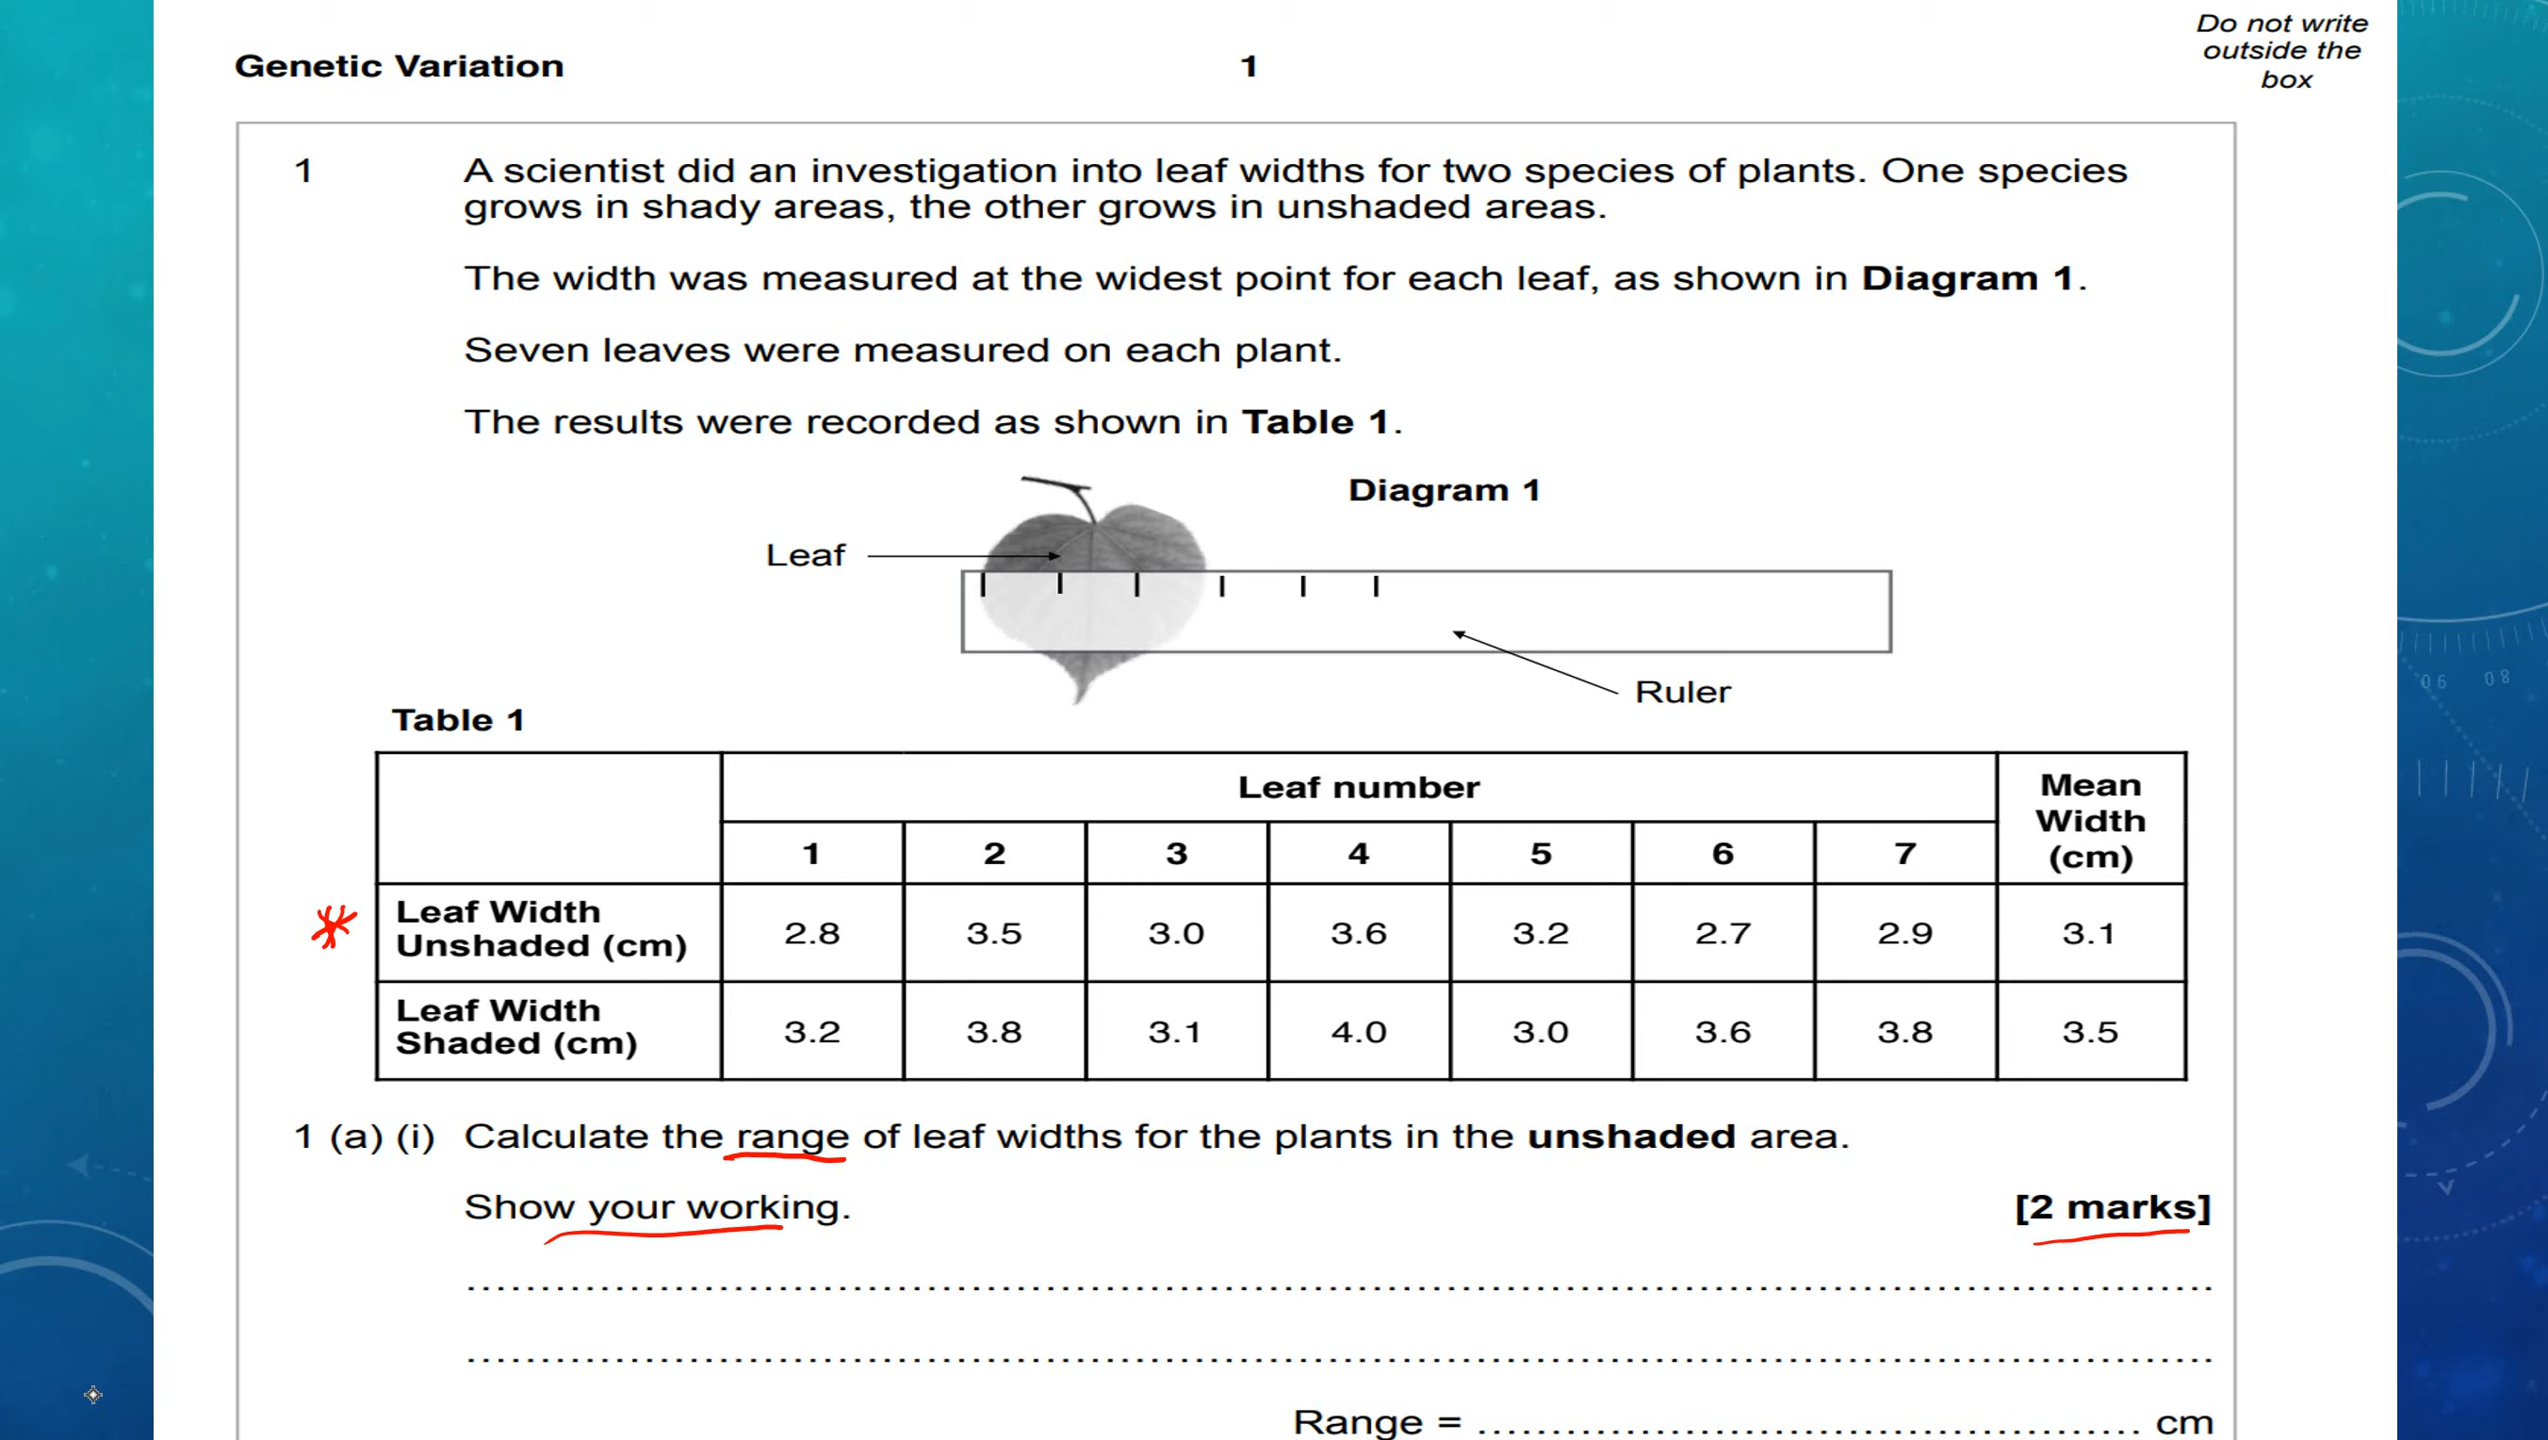 Do not write
outside the
box
Genetic Variation 1
1 A scientist did an investigation into leaf widths for two species of plants. One species
grows in shady areas, the other grows in unshaded areas.
The width was measured at the widest point for each leaf, as shown in Diagram 1.
Seven leaves were measured on each plant.
The results were recorded as shown in Table 1.
Diagram 1
Leaf
Ruler
Table 1
Leaf number
Mean
Width
(cm)
1 2 3 4 5 6 7
Leaf Width
Unshaded (cm) 2.8 3.5 3.0 3.6 3.2 2.7 2.9 3.1
Leaf Width
Shaded (cm) 3.2 3.8 3.1 4.0 3.0 3.6 3.8 3.5
1 (a) (i) Calculate the range of leaf widths for the plants in the unshaded area.
Show your working. [2 marks]
Range = ........................................ cm
06 08